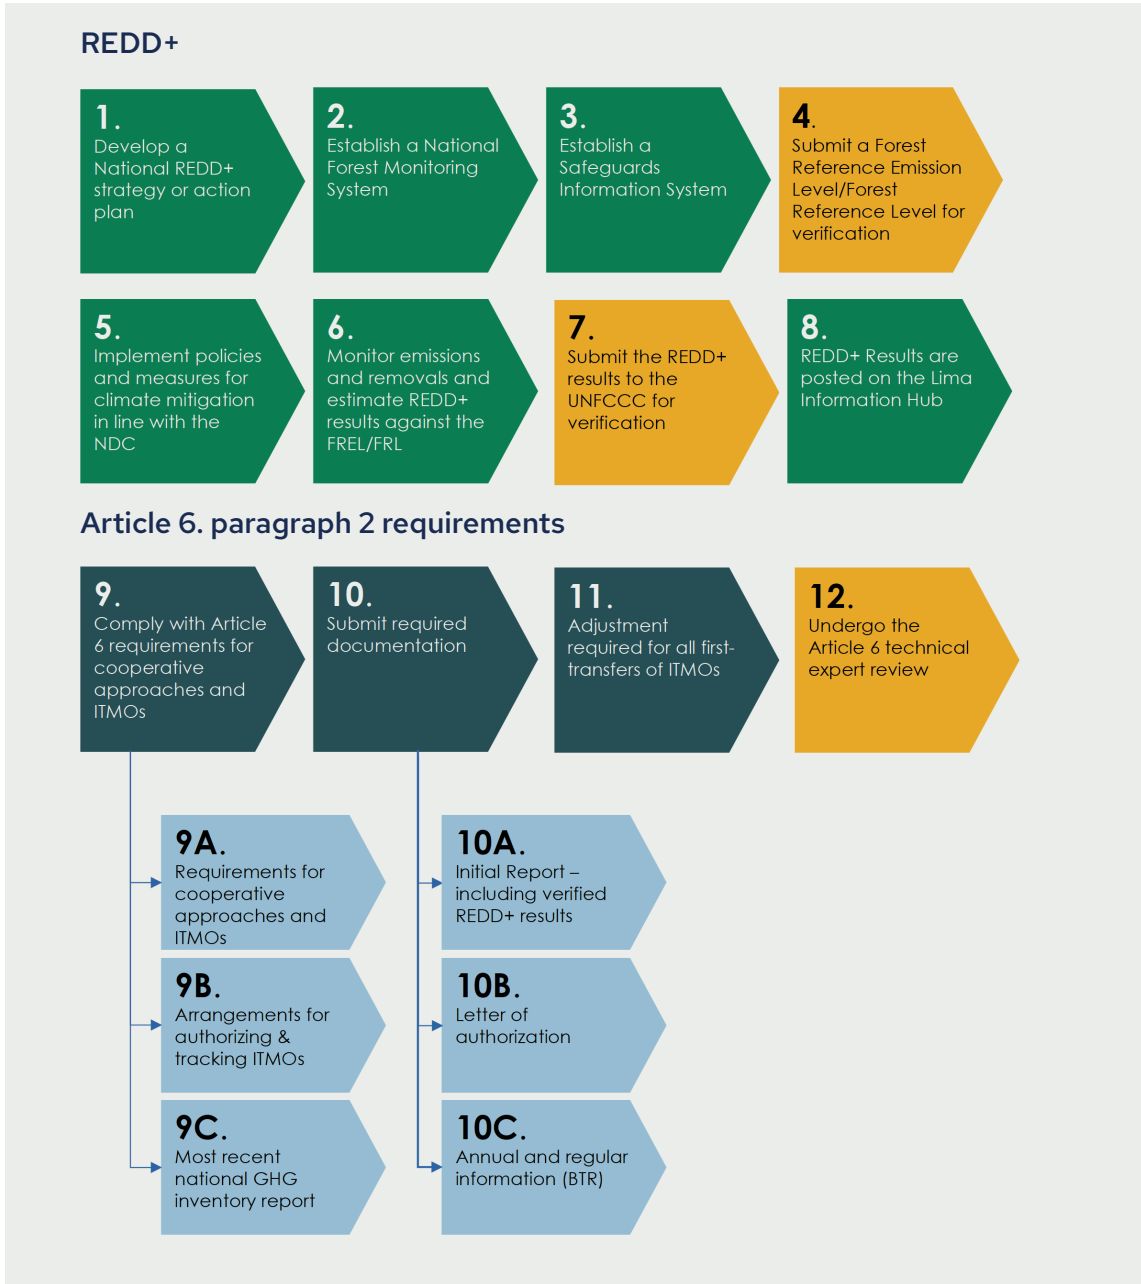 REDD+
1.
Develop a
National REDD+
strategy or action
plan
2.
Establish a National
Forest Monitoring
System
3.
Establish a
Safeguards
Information System
4.
Submit a Forest
Reference Emission
Level/Forest
Reference Level for
verification
5.
Implement policies
and measures for
climate mitigation
in line with the
NDC
6.
Monitor emissions
and removals and
estimate REDD+
results against the
FREL/FRL
7.
Submit the REDD+
results to the
UNFCCC for
verification
8.
REDD+ Results are
posted on the Lima
Information Hub
Article 6. paragraph 2 requirements
9.
Comply with Article
6 requirements for
cooperative
approaches and
ITMOs
10.
Submit required
documentation
11.
Adjustment
required for all first-
transfers of ITMOs
12.
Undergo the
Article 6 technical
expert review
9A.
Requirements for
cooperative
approaches and
ITMOs
9B.
Arrangements for
authorizing &
tracking ITMOs
9C.
Most recent
national GHG
inventory report
10A.
Initial Report –
including verified
REDD+ results
10B.
Letter of
authorization
10C.
Annual and regular
information (BTR)